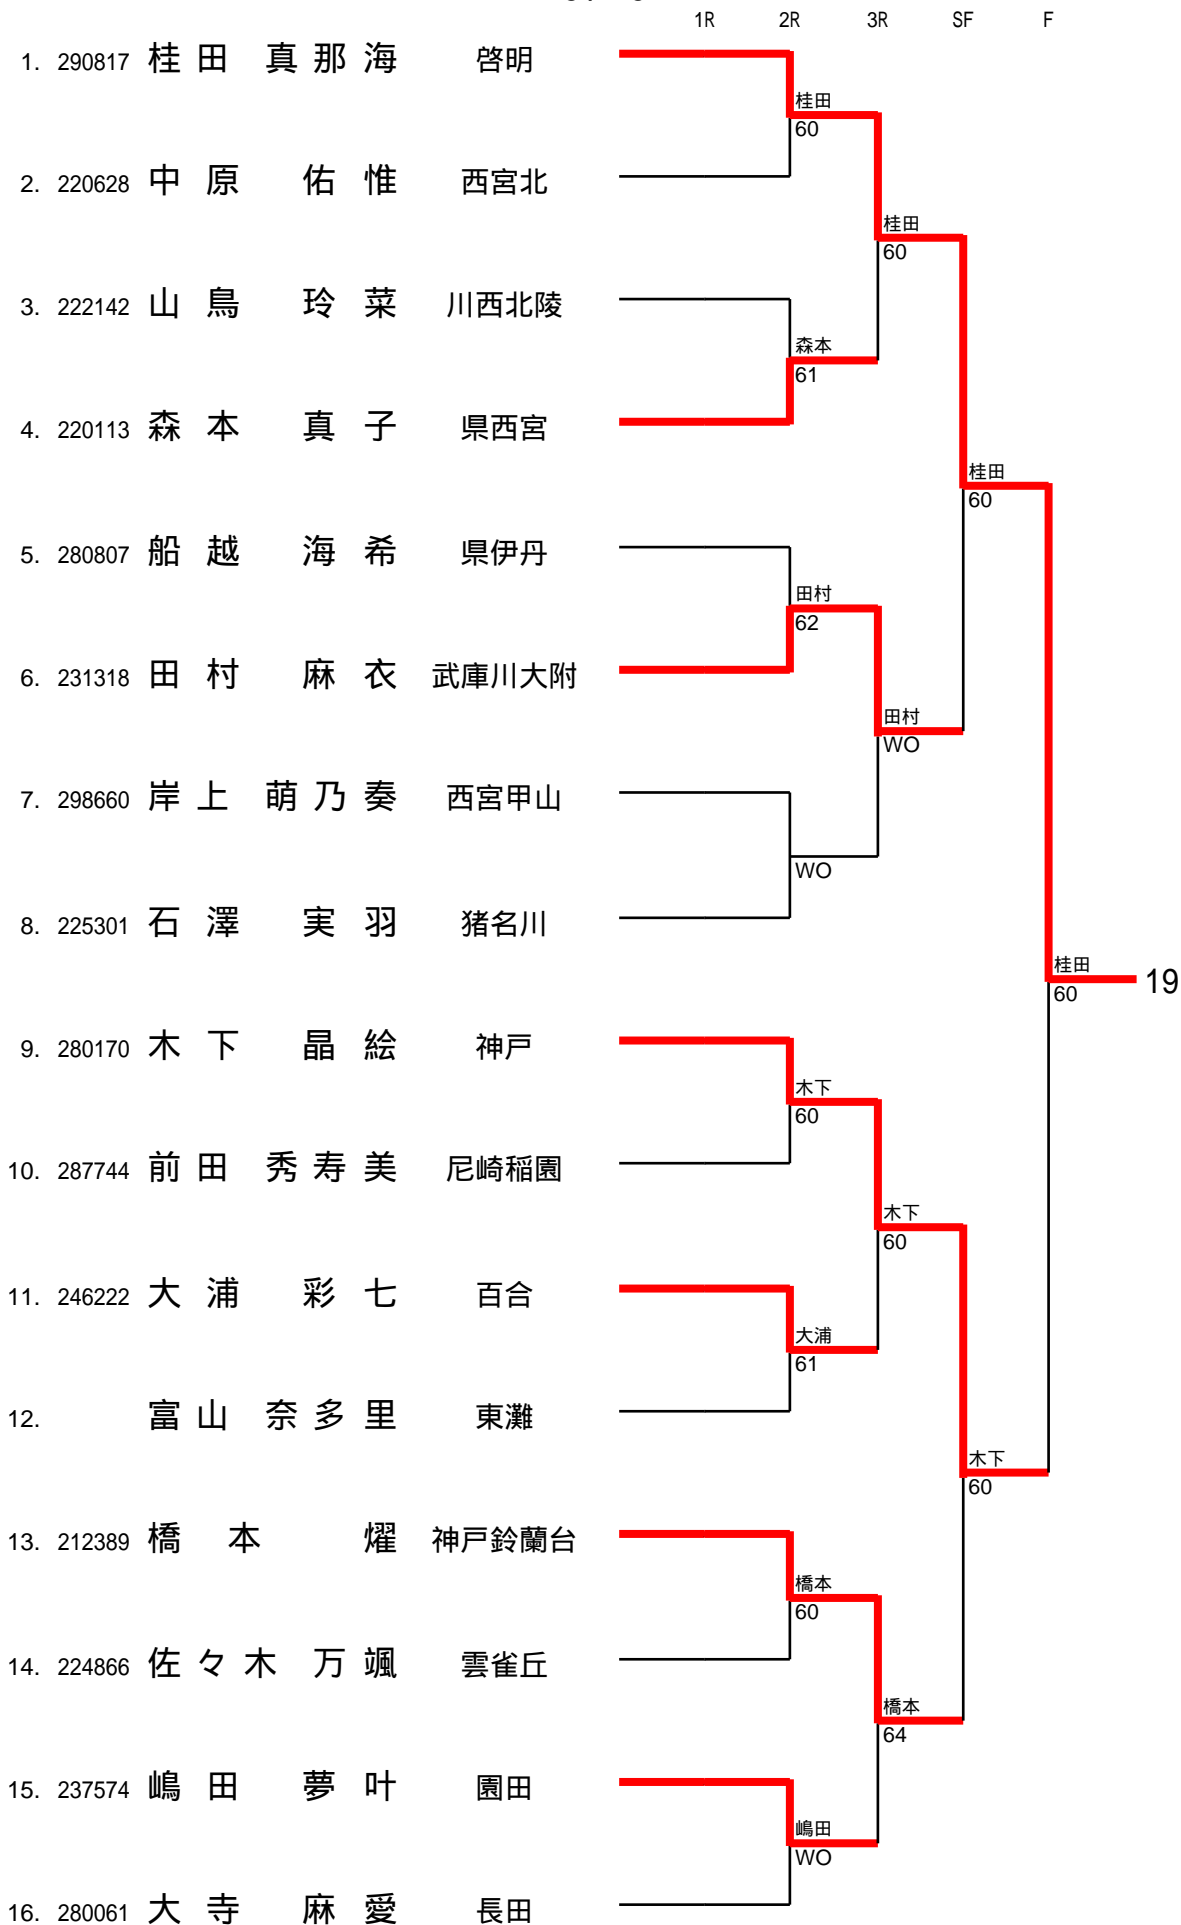 1R 2R 3R SF F
1. 290817 桂田 真那海 啓明
桂田
60
2. 220628 中原 佑惟 西宮北
桂田
60
3. 222142 山鳥 玲菜 川西北陵
森本
61
4. 220113 森本 真子 県西宮
桂田
60
5. 280807 船越 海希 県伊丹
田村
62
6. 231318 田村 麻衣 武庫川大附
田村
WO
7. 298660 岸上 萌乃奏 西宮甲山
WO
8. 225301 石澤 実羽 猪名川
桂田
60
19
9. 280170 木下 晶絵 神戸
木下
60
10. 287744 前田 秀寿美 尼崎稲園
木下
60
11. 246222 大浦 彩七 百合
大浦
61
12. 富山 奈多里 東灘
木下
60
13. 212389 橋本 燿 神戸鈴蘭台
橋本
60
14. 224866 佐々木 万颯 雲雀丘
橋本
64
15. 237574 嶋田 夢叶 園田
嶋田
WO
16. 280061 大寺 麻愛 長田